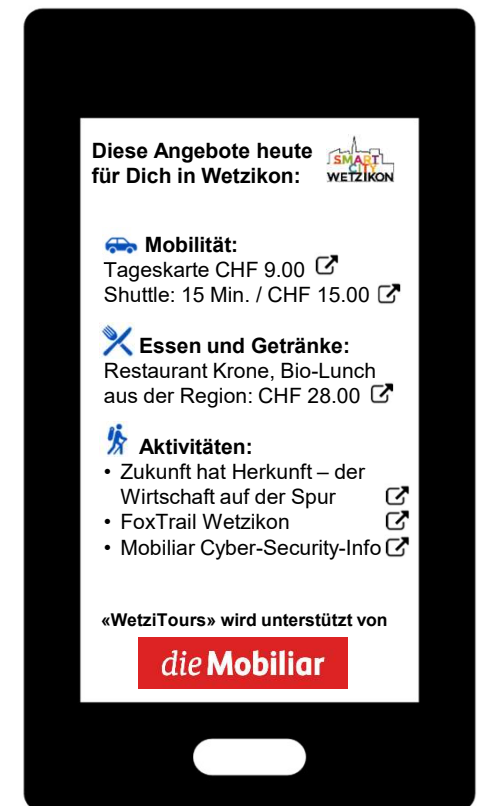 Diese Angebote heute
für Dich in Wetzikon:
SMART
CITY
WETZIKON
Mobilität:
Tageskarte CHF 9.00
Shuttle: 15 Min. / CHF 15.00
Essen und Getränke:
Restaurant Krone, Bio-Lunch
aus der Region: CHF 28.00
Aktivitäten:
• Zukunft hat Herkunft – der
Wirtschaft auf der Spur
• FoxTrail Wetzikon
• Mobiliar Cyber-Security-Info
«WetziTours» wird unterstützt von
die Mobiliar